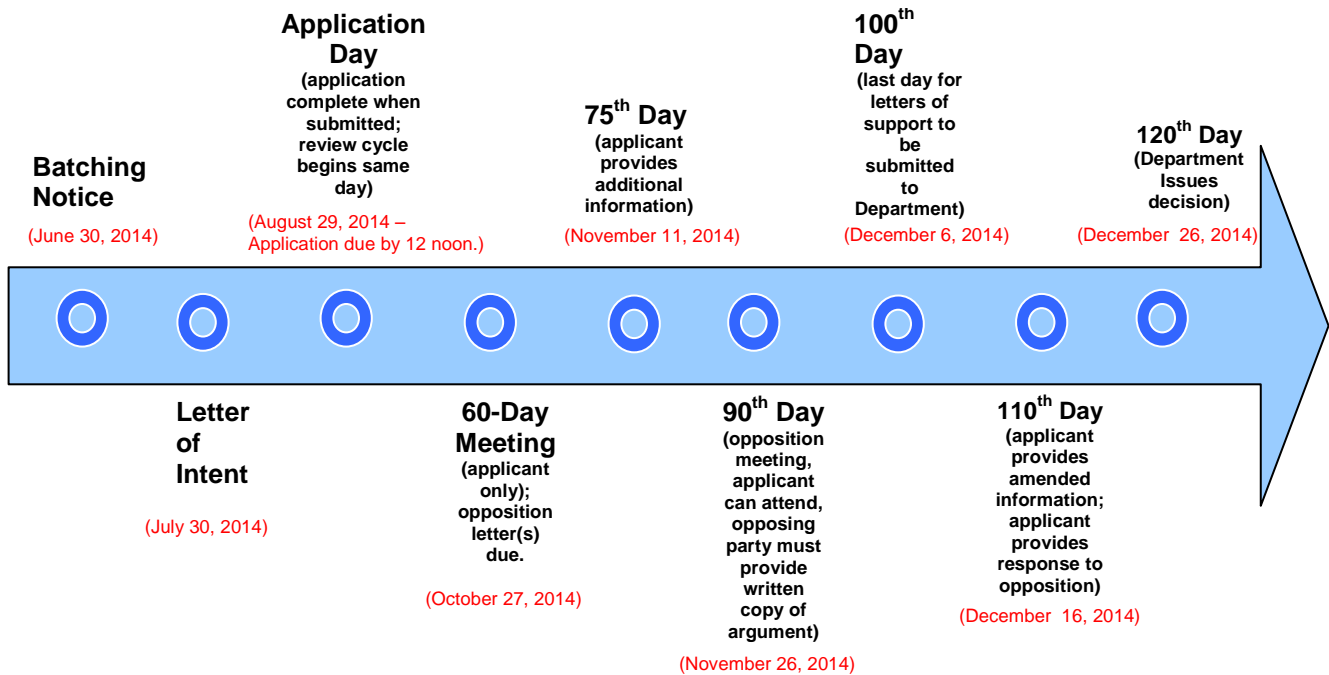 Batching
Notice
(June 30, 2014)
Letter
of
Intent
(July 30, 2014)
Application
Day
(application
complete when
submitted;
review cycle
begins same
day)
(August 29, 2014 –
Application due by 12 noon.)
60-Day
Meeting
(applicant
only);
opposition
letter(s)
due.
(October 27, 2014)
75th Day
(applicant
provides
additional
information)
(November 11, 2014)
90th Day
(opposition
meeting,
applicant
can attend,
opposing
party must
provide
written
copy of
argument)
(November 26, 2014)
100th
Day
(last day for
letters of
support to
be
submitted
to
Department)
(December 6, 2014)
110th Day
(applicant
provides
amended
information;
applicant
provides
response to
opposition)
(December 16, 2014)
120th Day
(Department
Issues
decision)
(December 26, 2014)